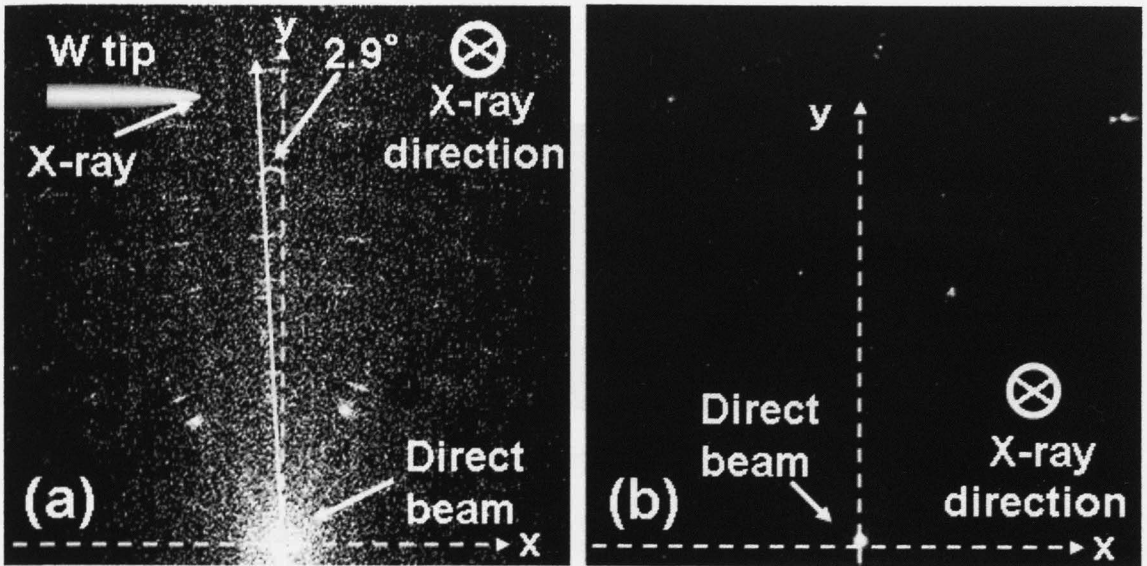 y
W tip
2.9°
X-ray
direction
X-ray
Direct
beam
(a)
x
y
Direct
beam
X-ray
direction
(b)
x